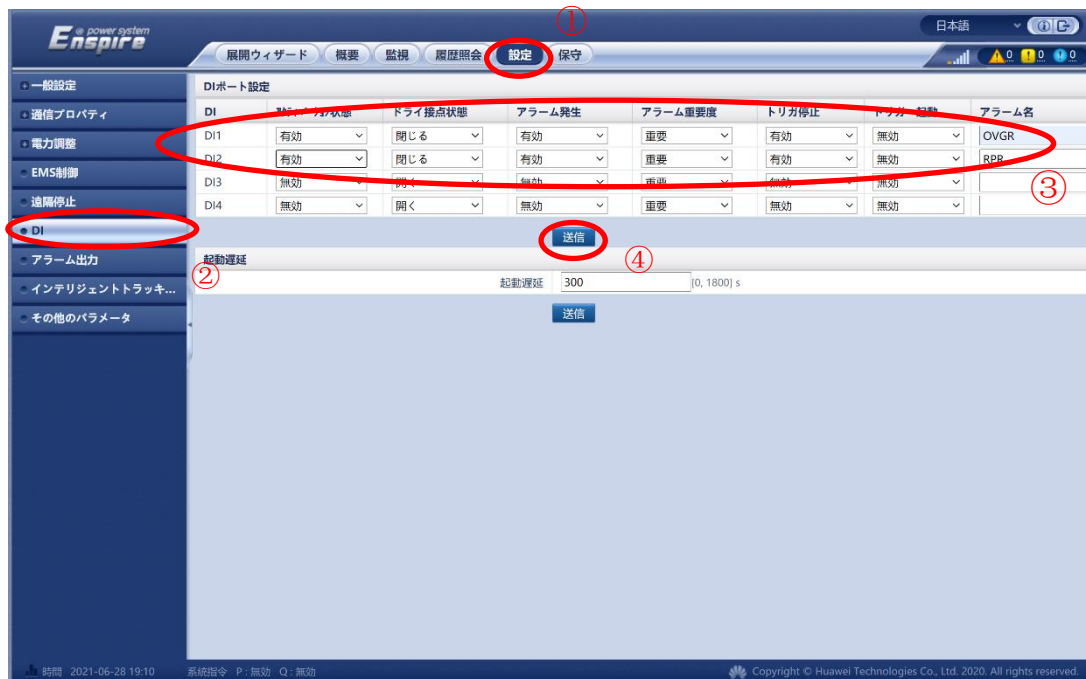 e power system
Enspire
①
日本語
展開ウィザード 概要 監視 履歴照会 設定 保守
0 0 0
一般設定
通信プロパティ
電力調整
EMS制御
遠隔停止
DI
アラーム出力
インテリジェントトラッキ...
その他のパラメータ
②
DIポート設定
DI ドライ接点状態 アラーム発生 アラーム重要度 トリガ停止 アラーム名
DI1 有効 閉じる 有効 重要 有効 無効 OVGR
DI2 有効 閉じる 有効 重要 有効 無効 RPR
DI3 無効 開く 無効 重要 無効 無効
③
DI4 無効 開く 無効 重要 無効 無効
送信
④
起動遅延
起動遅延 300 [0, 1800] s
送信
時間 2021-06-28 19:10 系統指令 P : 無効 Q : 無効
Copyright © Huawei Technologies Co., Ltd. 2020. All rights reserved.